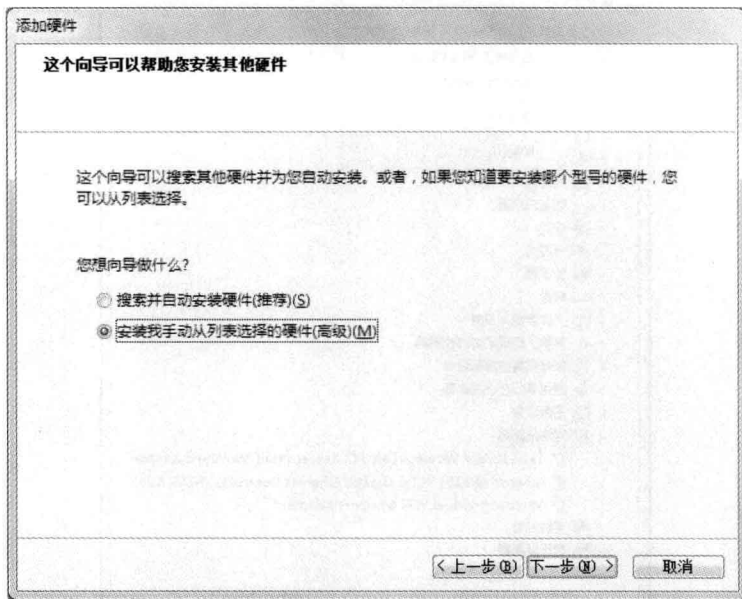 添加硬件
这个向导可以帮助您安装其他硬件
这个向导可以搜索其他硬件并为您自动安装。或者，如果您知道要安装哪个型号的硬件，您
可以从列表选择。
您想向导做什么?
搜索并自动安装硬件(推荐)(S)
安装我手动从列表选择的硬件(高级)(M)
< 上一步(B) 下一步(N) > 取消